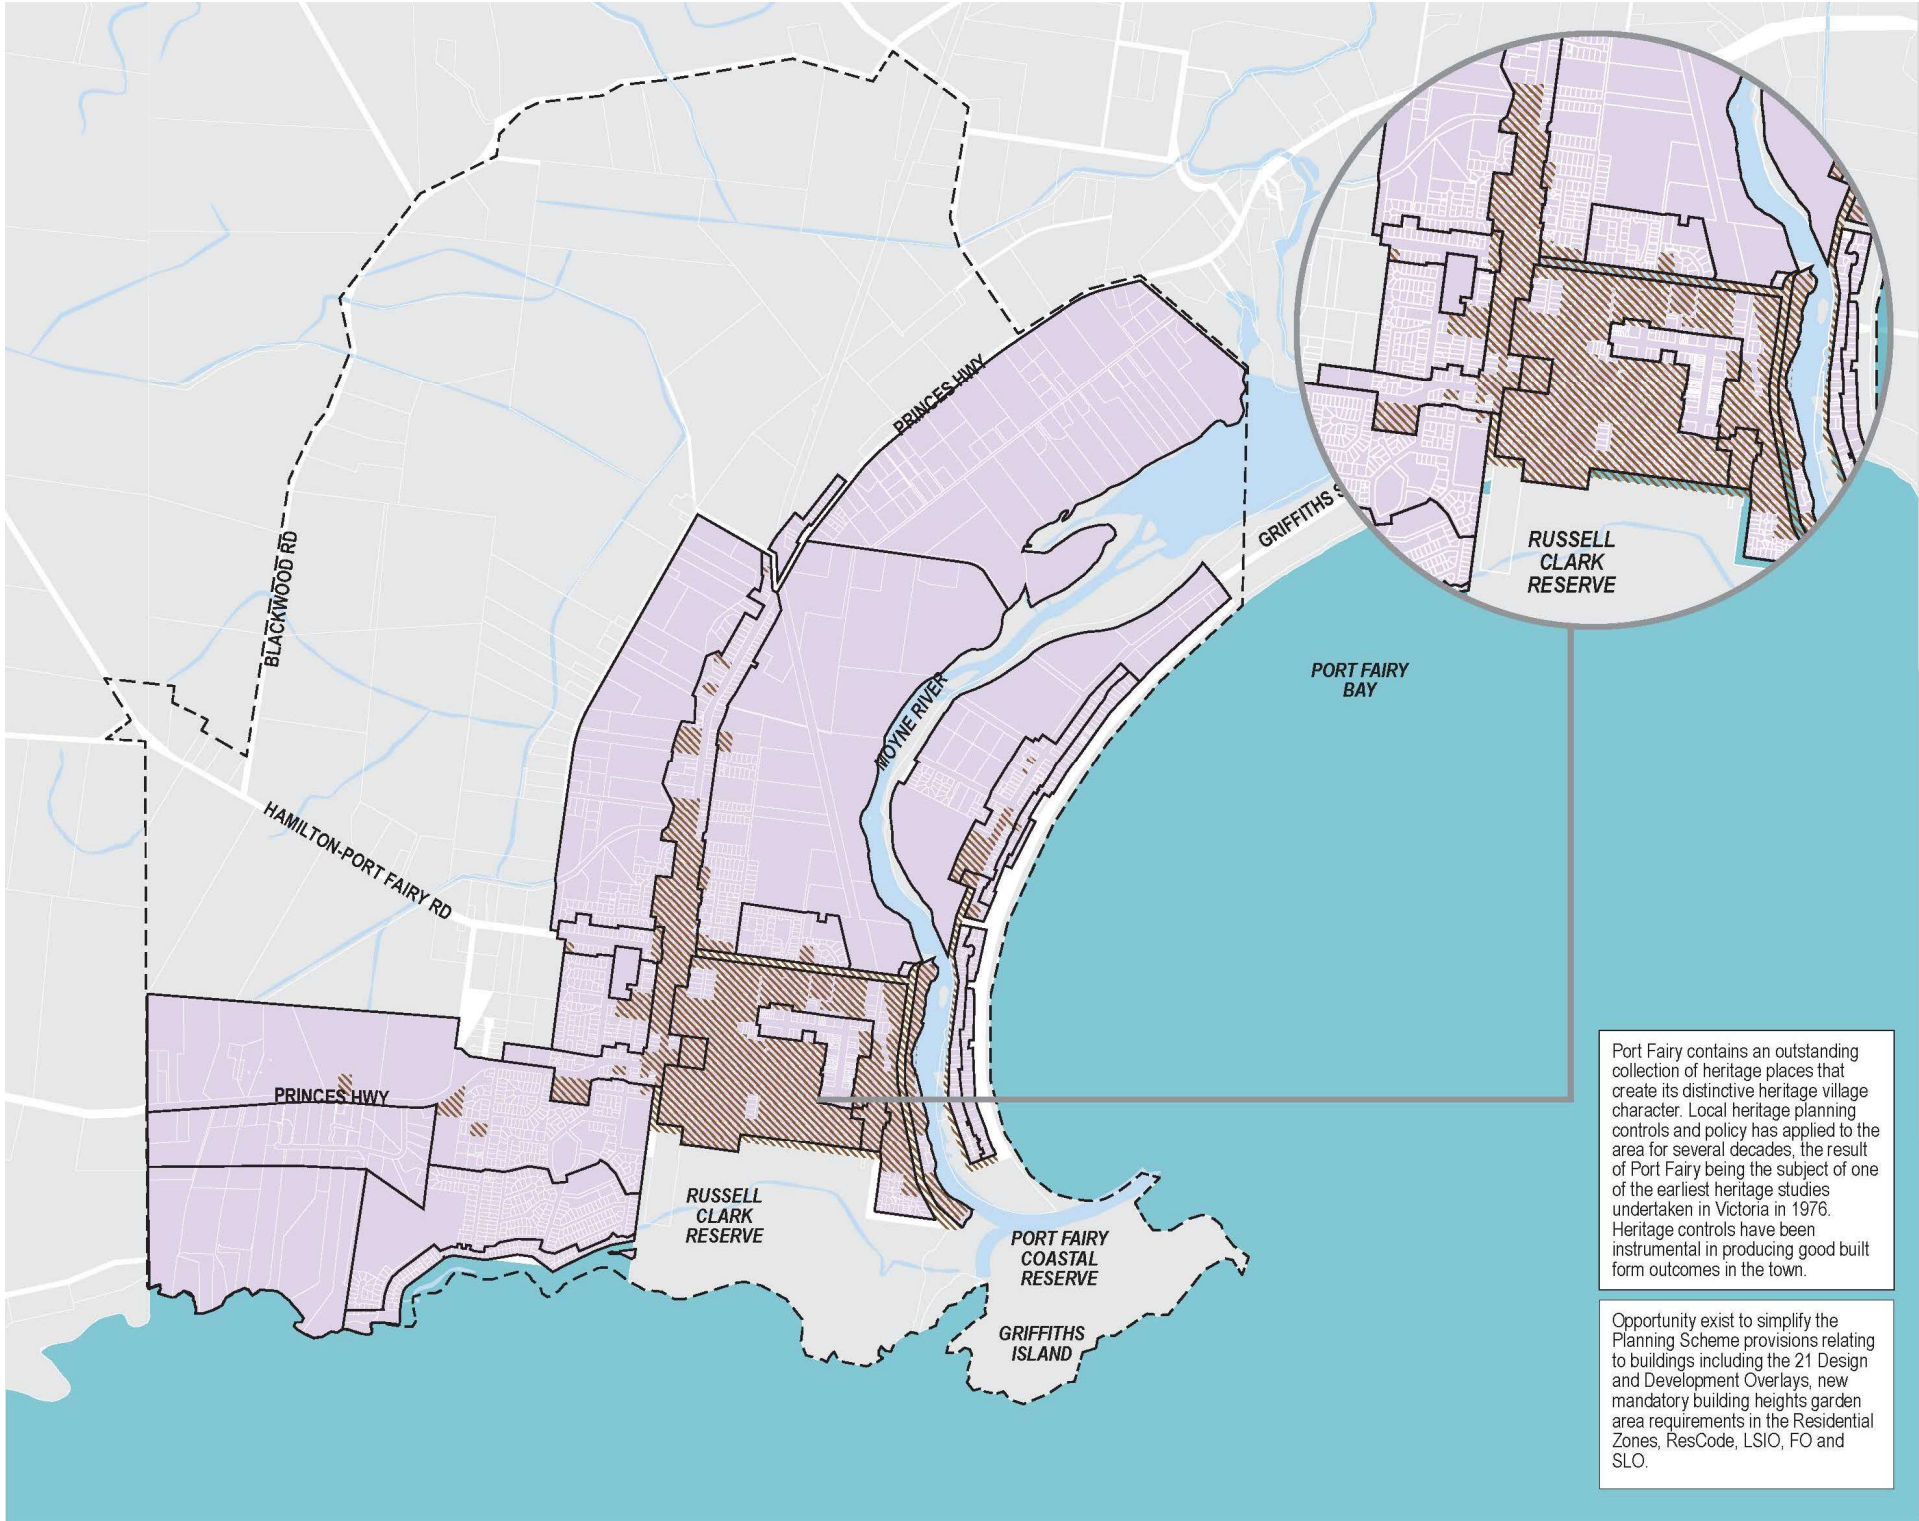 PRINCES HWY
GRIFFITHS S
BLACKWOOD RD
RUSSELL
CLARK
RESERVE
PORT FAIRY
BAY
MOYNE RIVER
HAMILTON-PORT FAIRY RD
PRINCES HWY
RUSSELL
CLARK
RESERVE
PORT FAIRY
COASTAL
RESERVE
GRIFFITHS
ISLAND
Port Fairy contains an outstanding
collection of heritage places that
create its distinctive heritage village
character. Local heritage planning
controls and policy has applied to the
area for several decades, the result
of Port Fairy being the subject of one
of the earliest heritage studies
undertaken in Victoria in 1976.
Heritage controls have been
instrumental in producing good built
form outcomes in the town.
Opportunity exist to simplify the
Planning Scheme provisions relating
to buildings including the 21 Design
and Development Overlays, new
mandatory building heights garden
area requirements in the Residential
Zones, ResCode, LSIO, FO and
SLO.